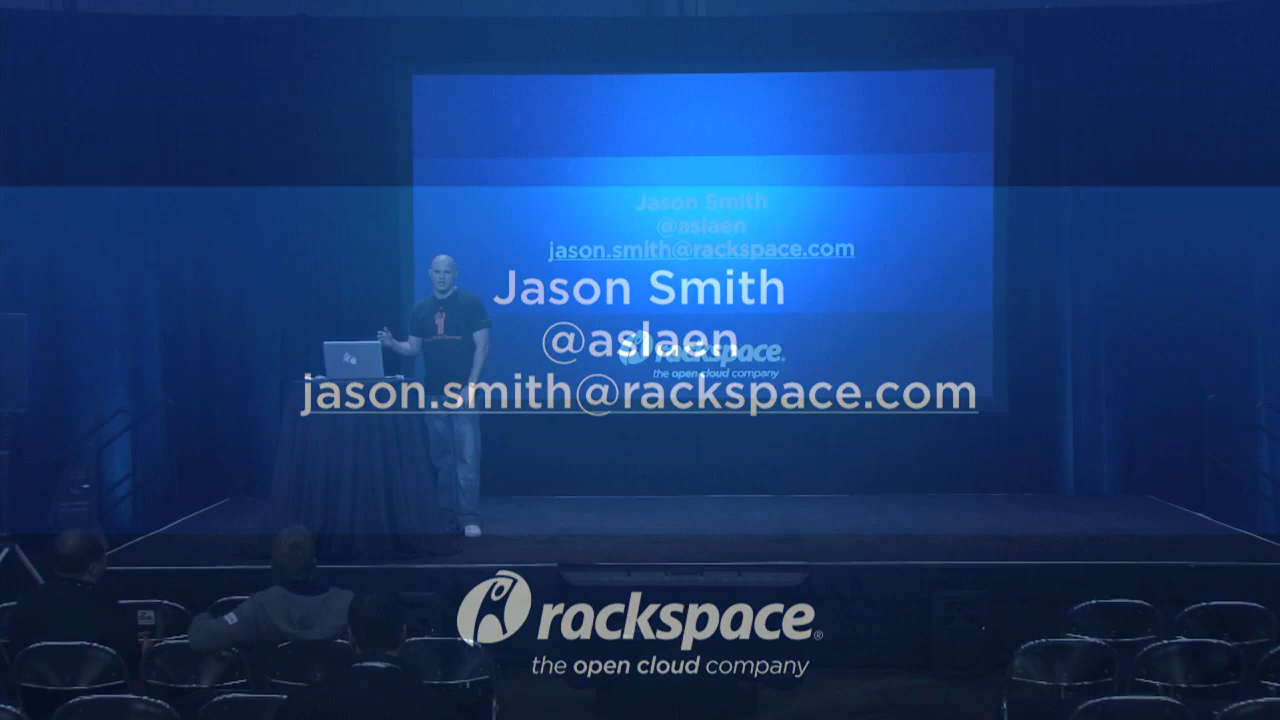 Jason Smith
@aslaen
jason.smith@rackspace.com
Jason Smith
@aslaen
jason.smith@rackspace.com
rackspace.
the open cloud company
rackspace®
the open cloud company